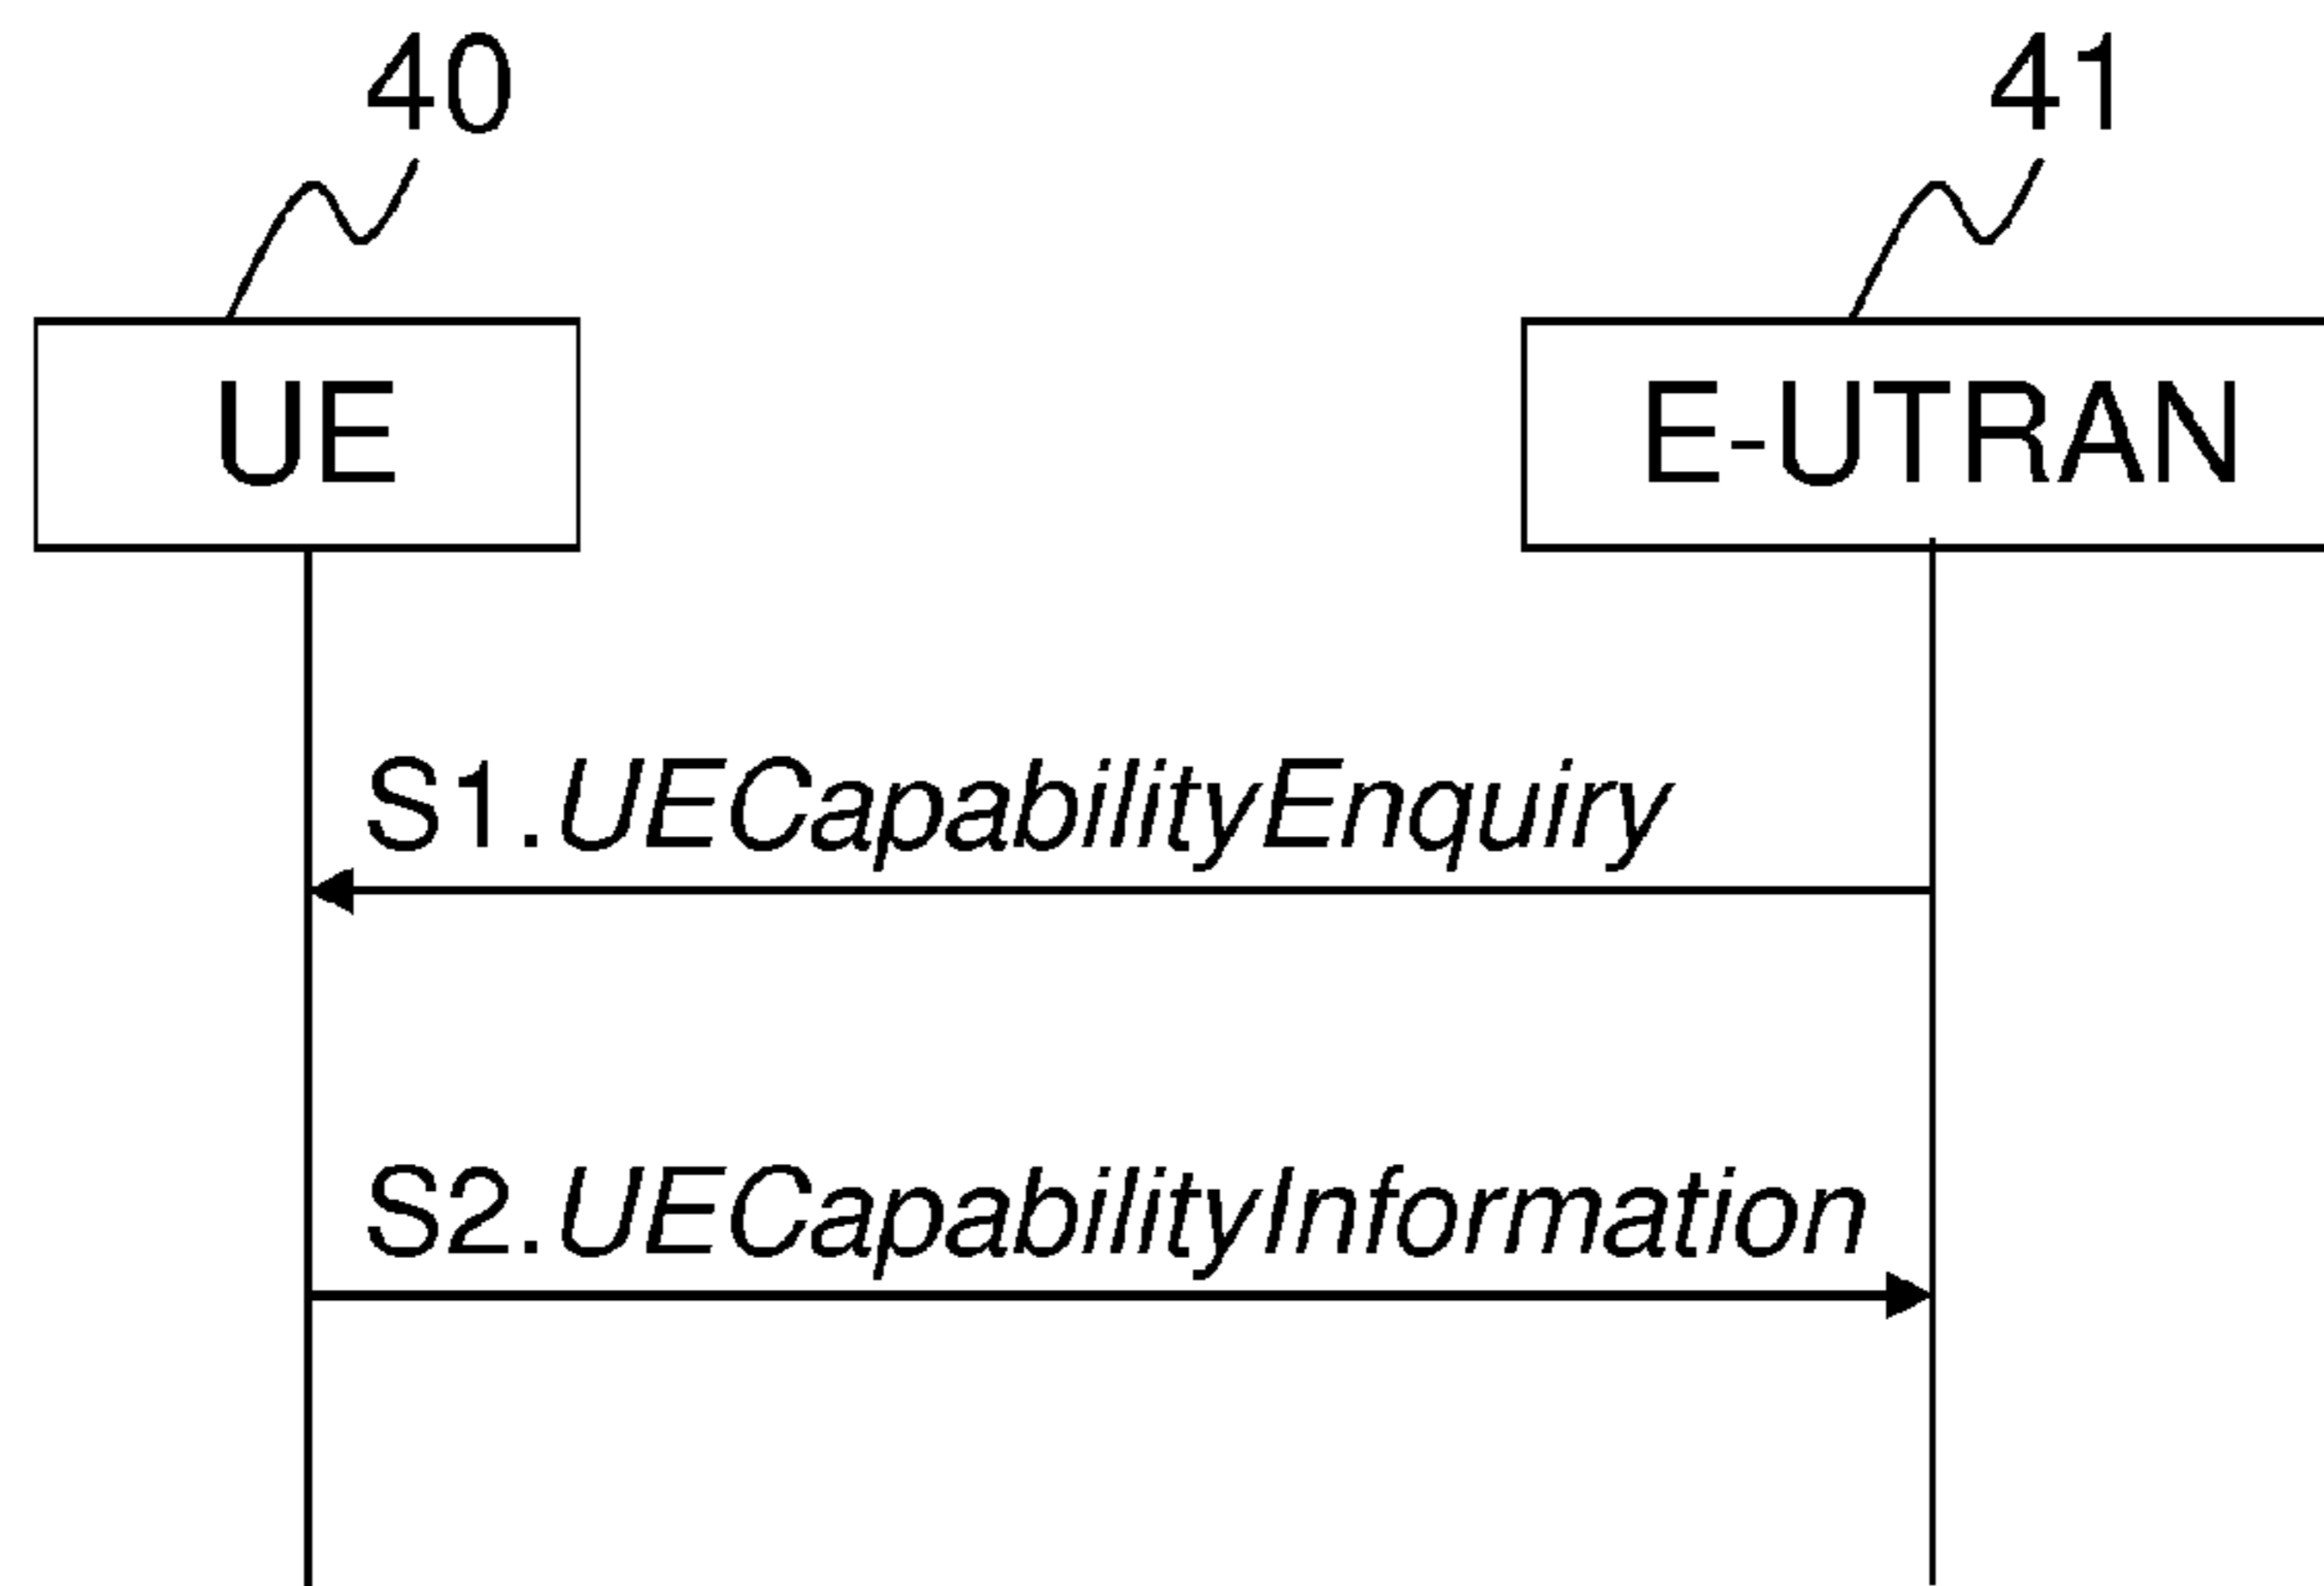 40
41
UE
E-UTRAN
S1.UECapabilityEnquiry
S2.UECapabilityInformation